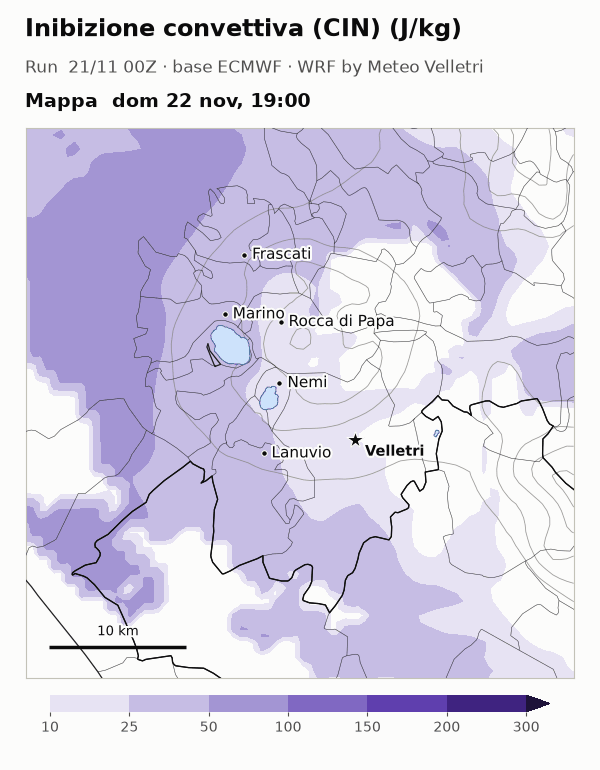 Inibizione convettiva (CIN) (J/kg)
Run  21/11 00Z · base ECMWF · WRF by Meteo Velletri
Mappa  dom 22 nov, 19:00
Frascati
Marino
Rocca di Papa
Nemi
Velletri
Lanuvio
10 km
10 25 50 100 150 200 300